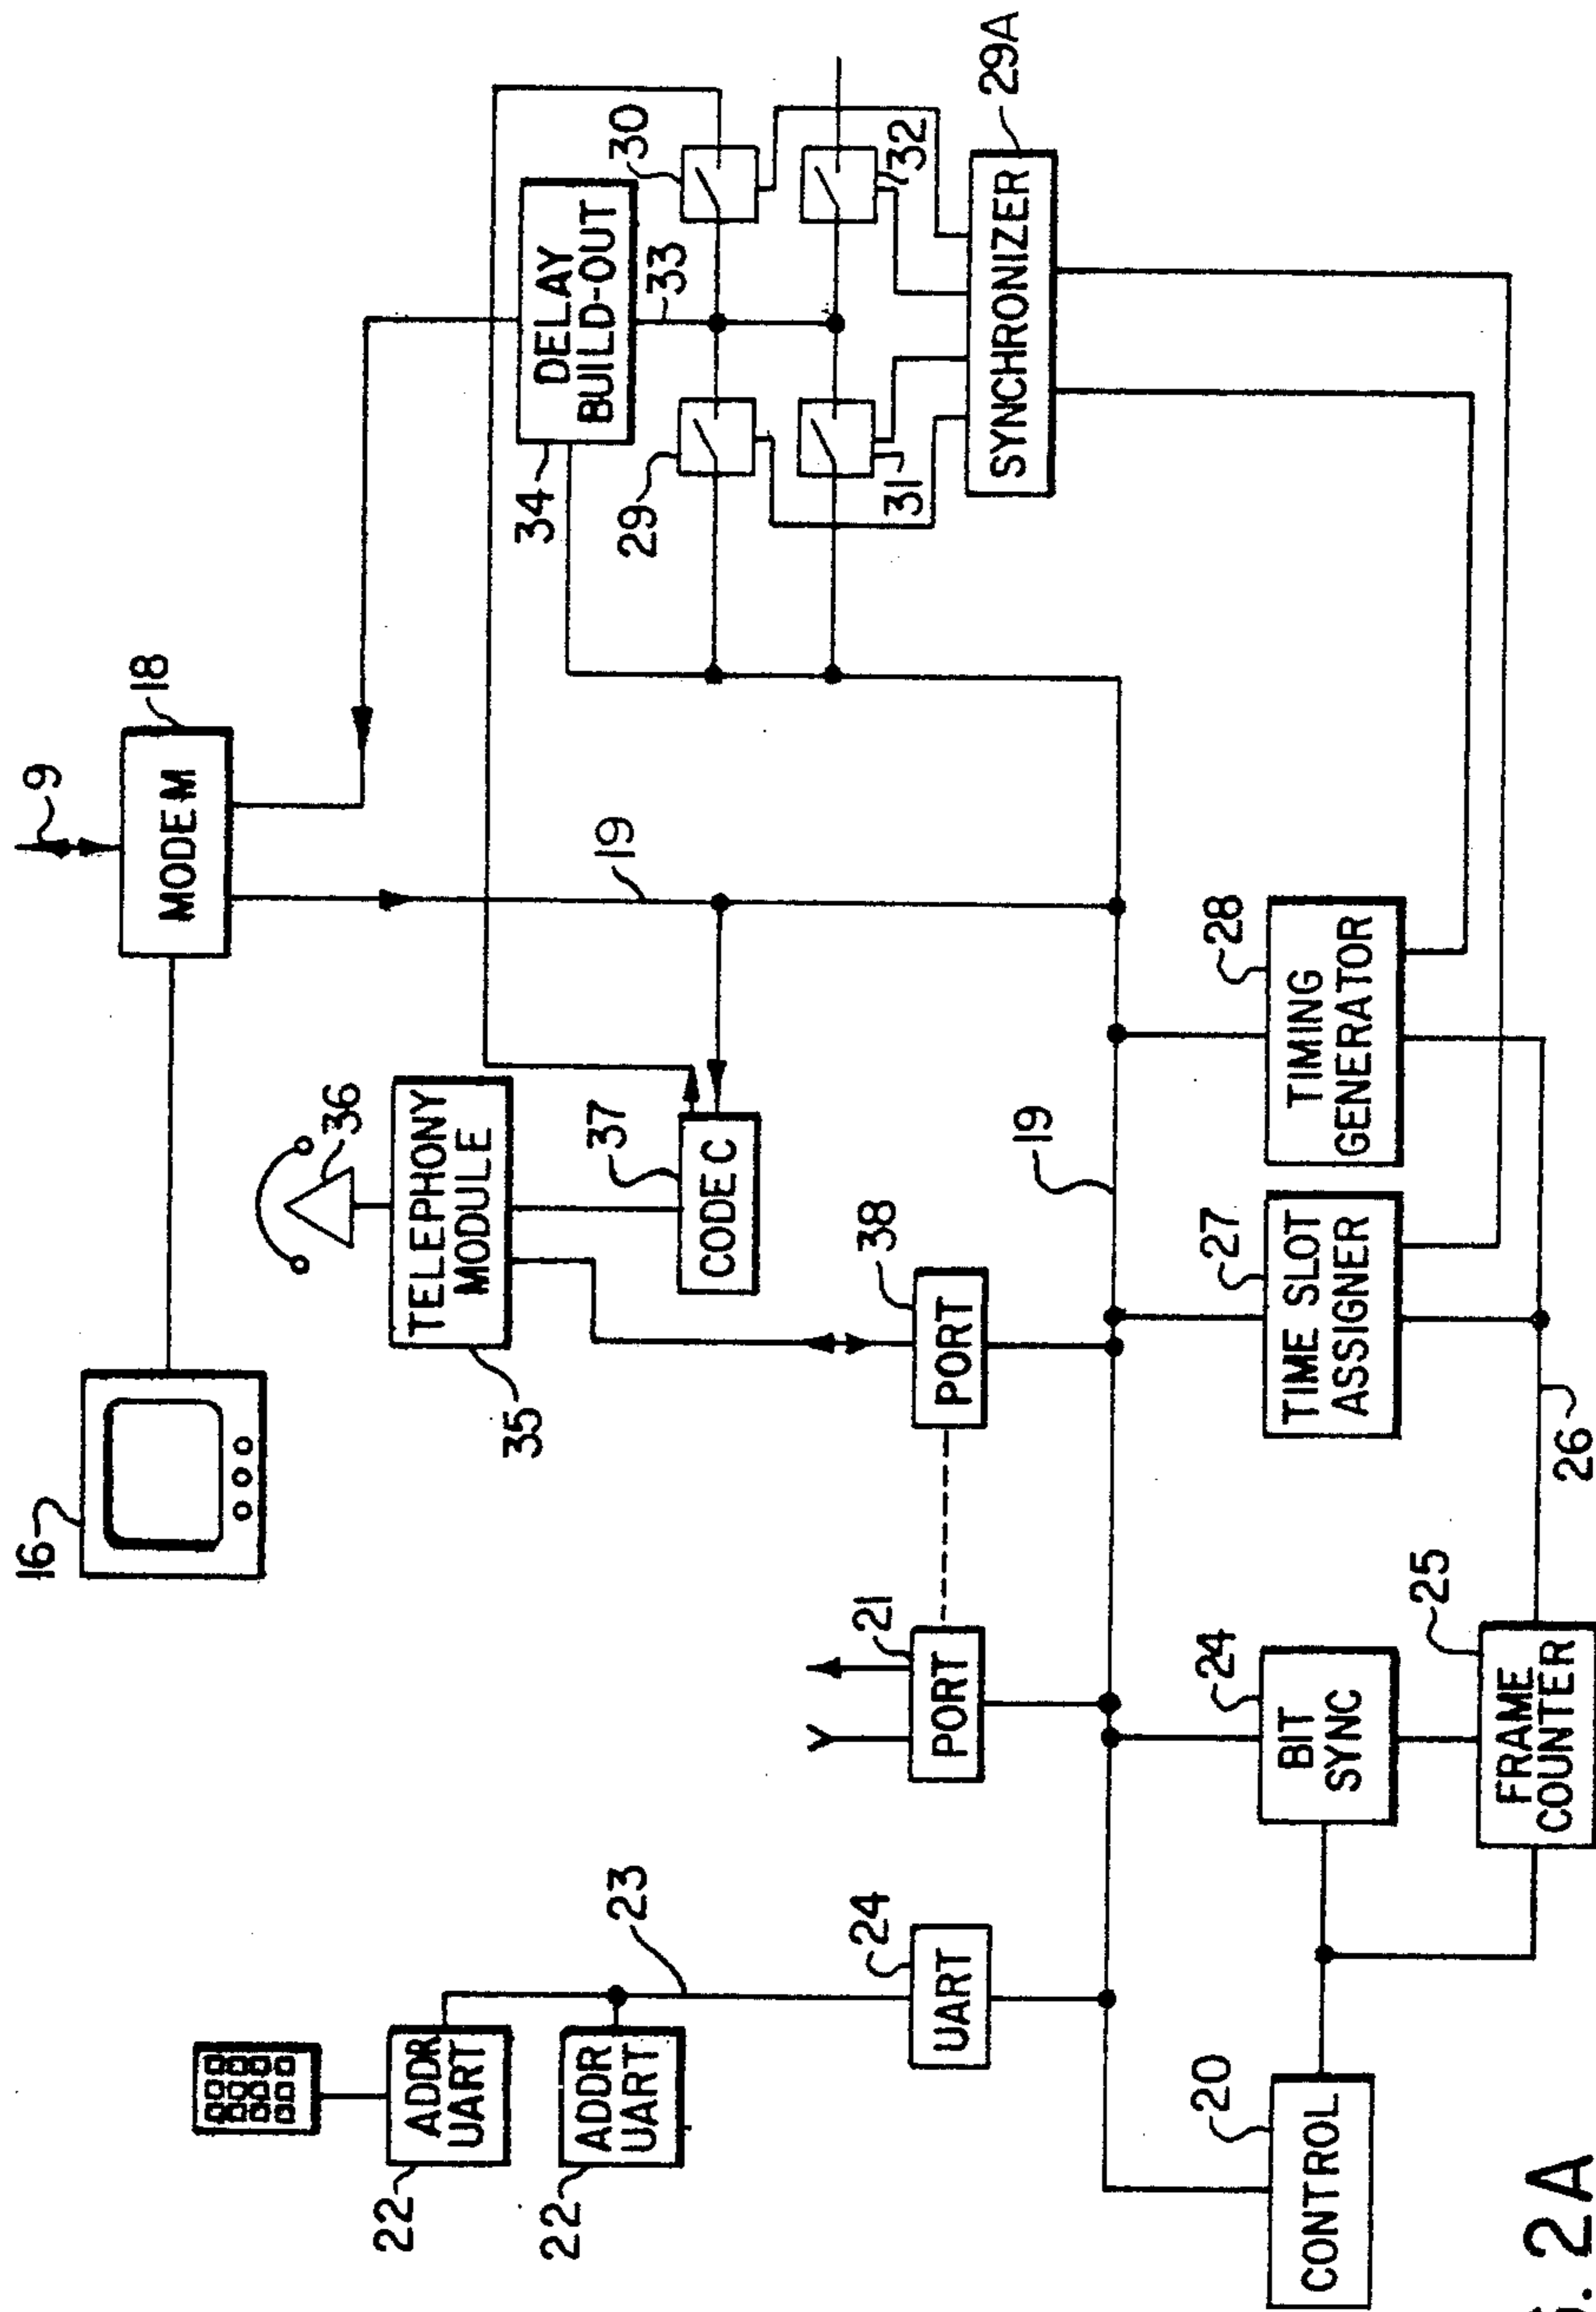 16
9
MODEM
18
36
TELEPHONY
MODULE
35
37
CODEC
19
DELAY
BUILD-OUT
34
33
29
30
31
32
SYNCHRONIZER
29A
22
ADDR
UART
22
ADDR
UART
23
24
UART
21
PORT
38
PORT
19
20
CONTROL
24
BIT
SYNC
25
FRAME
COUNTER
26
27
TIME SLOT
ASSIGNER
28
TIMING
GENERATOR
. 2A